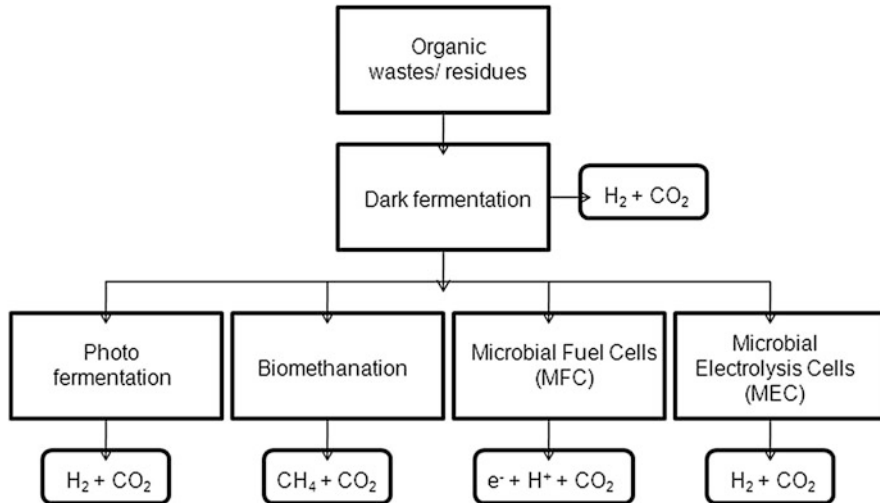 Organic
wastes/ residues
Dark fermentation
H₂ + CO₂
Photo
fermentation
Biomethanation
Microbial Fuel Cells
(MFC)
Microbial
Electrolysis Cells
(MEC)
H₂ + CO₂
CH₄ + CO₂
e⁻ + H⁺ + CO₂
H₂ + CO₂